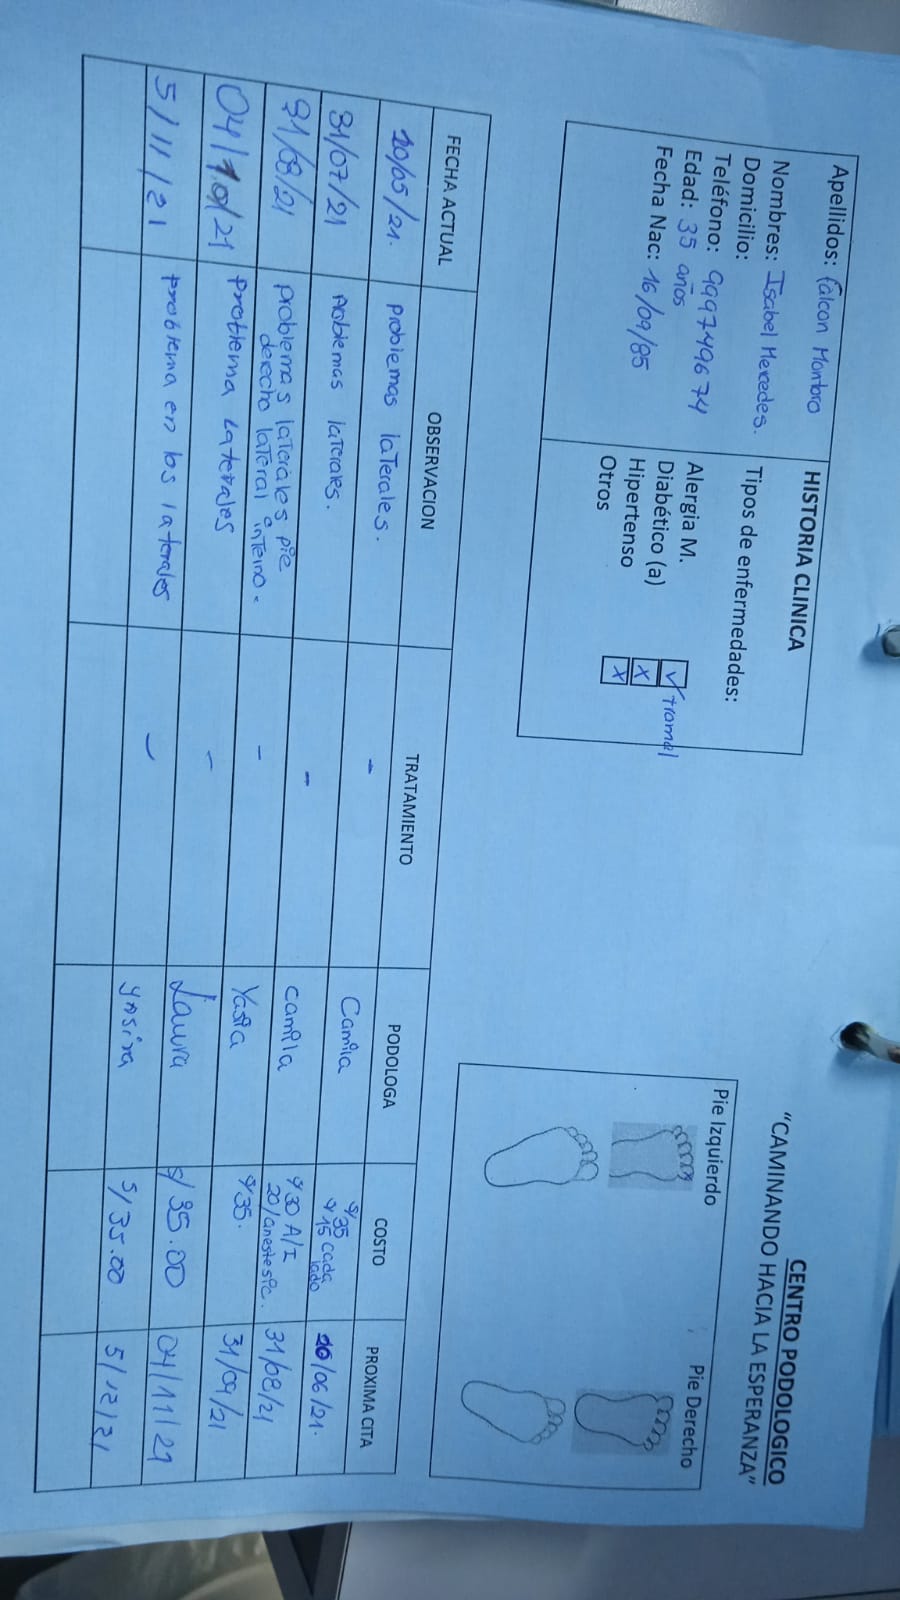 Apellidos: Falcon Montoro
Nombres: Isabel Mercedes.
Domicilio:
Teléfono: 999749674
Edad: 35 años
Fecha Nac: 16/09/85
HISTORIA CLINICA
Tipos de enfermedades:
Alergia M. ✓ tramal
Diabético (a) x
Hipertenso x
Otros
CENTRO PODOLOGICO
“CAMINANDO HACIA LA ESPERANZA”
Pie Izquierdo
Pie Derecho
FECHA ACTUAL OBSERVACION TRATAMIENTO PODOLOGA COSTO PROXIMA CITA
10/05/21. problemas laterales. - Camila S/35 S/15 cada lado 10/06/21.
31/07/21 problemas laterales. - camila S/30 A/I 20/anestesic. 31/08/21
31/08/21 problemas laterales pie derecho lateral interno. - S/35. 31/09/21
04/10/21 problema laterales - Laura S/35.00 04/11/21
5/11/21 problema en los laterales - yasira S/35.00 5/12/21